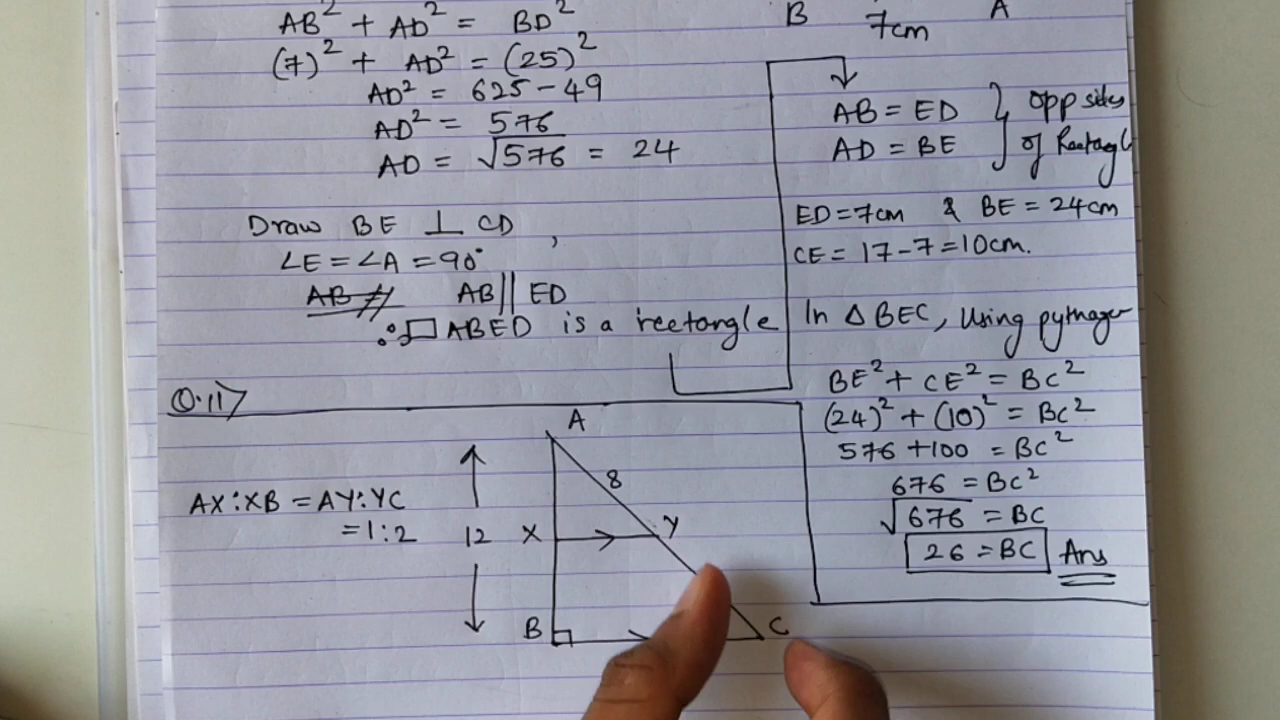 AB² + AD² = BD²
(7)² + AD² = (25)²
AD² = 625 - 49
AD² = 576
AD = √576 = 24
Draw BE ⊥ CD ,
∠E = ∠A = 90°
AB // AB || ED
∴ □ ABED is a rectangle
B 7cm A
AB = ED } opp sides
AD = BE } of Rectangl
ED = 7cm & BE = 24cm
CE = 17 - 7 = 10cm.
In △ BEC, Using pythagor
BE² + CE² = BC²
(24)² + (10)² = BC²
576 + 100 = BC²
676 = BC²
√676 = BC
26 = BC Ans
Q.11>
AX : XB = AY : YC
= 1 : 2
A
8
12 X Y
B C